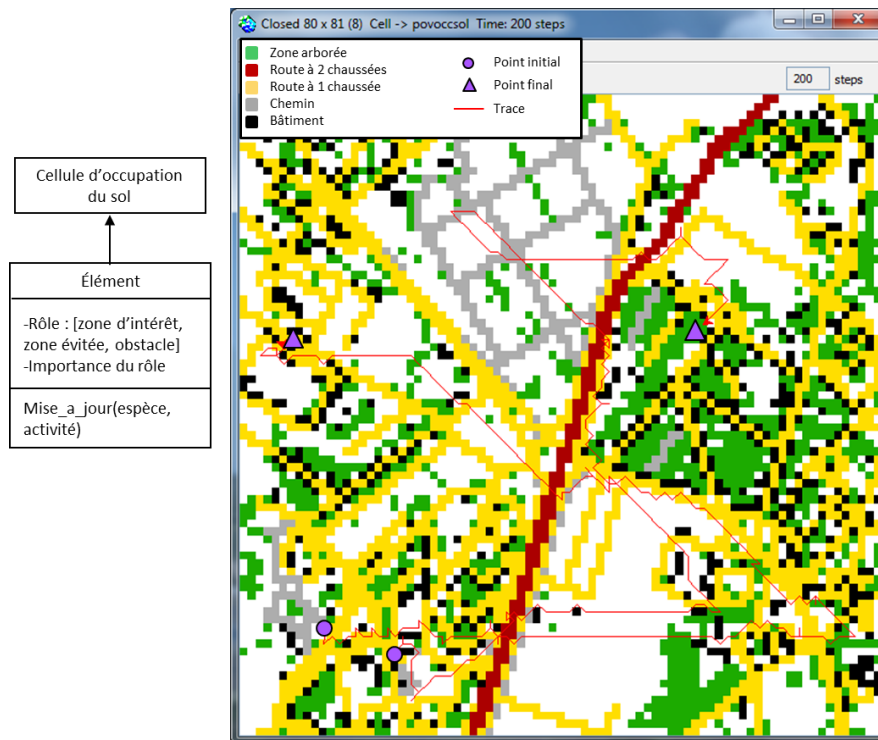 Closed 80 x 81 (8) Cell -> povoccsol Time: 200 steps
Zone arborée
Route à 2 chaussées
Route à 1 chaussée
Chemin
Bâtiment
Point initial
Point final
Trace
200 steps
Cellule d'occupation
du sol
Élément
-Rôle : [zone d'intérêt,
zone évitée, obstacle]
-Importance du rôle
Mise_a_jour(espèce,
activité)